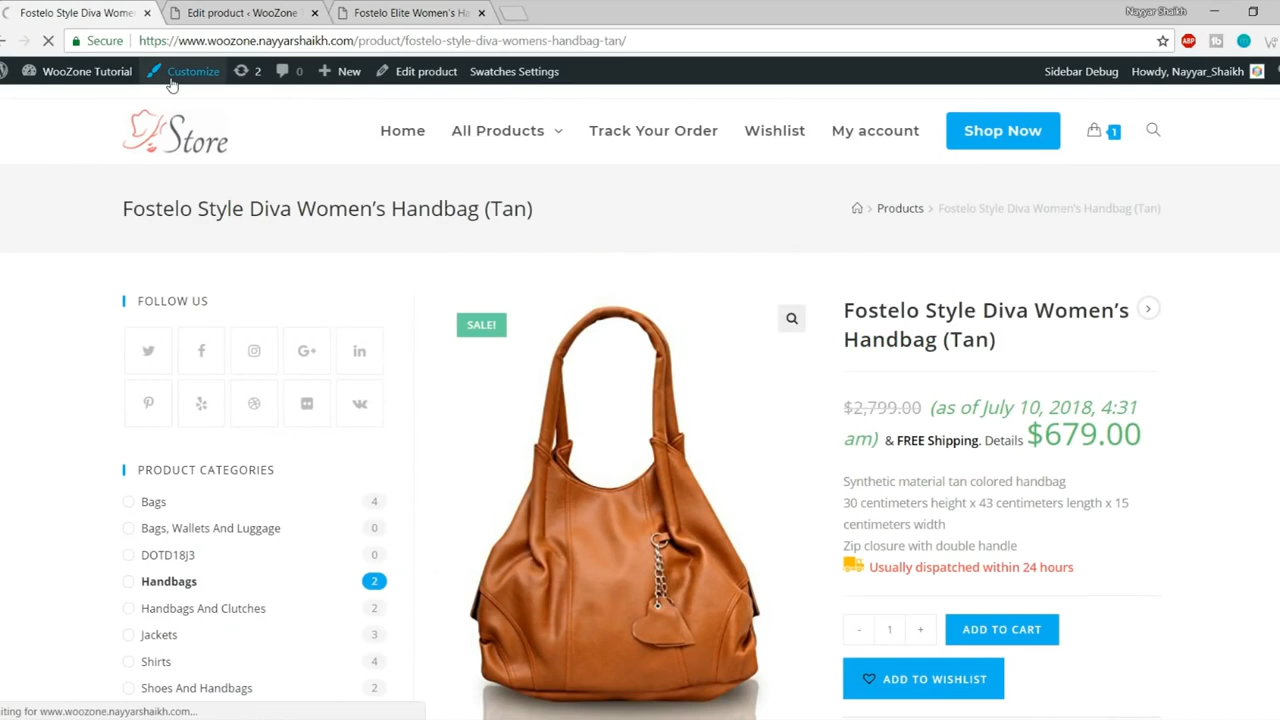 Fostelo Style Diva Wome
Edit product ‹ WooZone
Fostelo Elite Women's Ha
Nayyar Shaikh
Secure
https://www.woozone.nayyarshaikh.com/product/fostelo-style-diva-womens-handbag-tan/
ABP
WooZone Tutorial
Customize
2
0
New
Edit product
Swatches Settings
Sidebar Debug
Howdy, Nayyar_Shaikh
Store
Home
All Products
Track Your Order
Wishlist
My account
Shop Now
1
Fostelo Style Diva Women's Handbag (Tan)
Products > Fostelo Style Diva Women's Handbag (Tan)
FOLLOW US
PRODUCT CATEGORIES
Bags 4
Bags, Wallets And Luggage 0
DOTD18J3 0
Handbags 2
Handbags And Clutches 2
Jackets 3
Shirts 4
Shoes And Handbags 2
SALE!
Fostelo Style Diva Women's
Handbag (Tan)
$2,799.00 (as of July 10, 2018, 4:31
am) & FREE Shipping. Details $679.00
Synthetic material tan colored handbag
30 centimeters height x 43 centimeters length x 15
centimeters width
Zip closure with double handle
Usually dispatched within 24 hours
- 1 +
ADD TO CART
ADD TO WISHLIST
iting for www.woozone.nayyarshaikh.com...